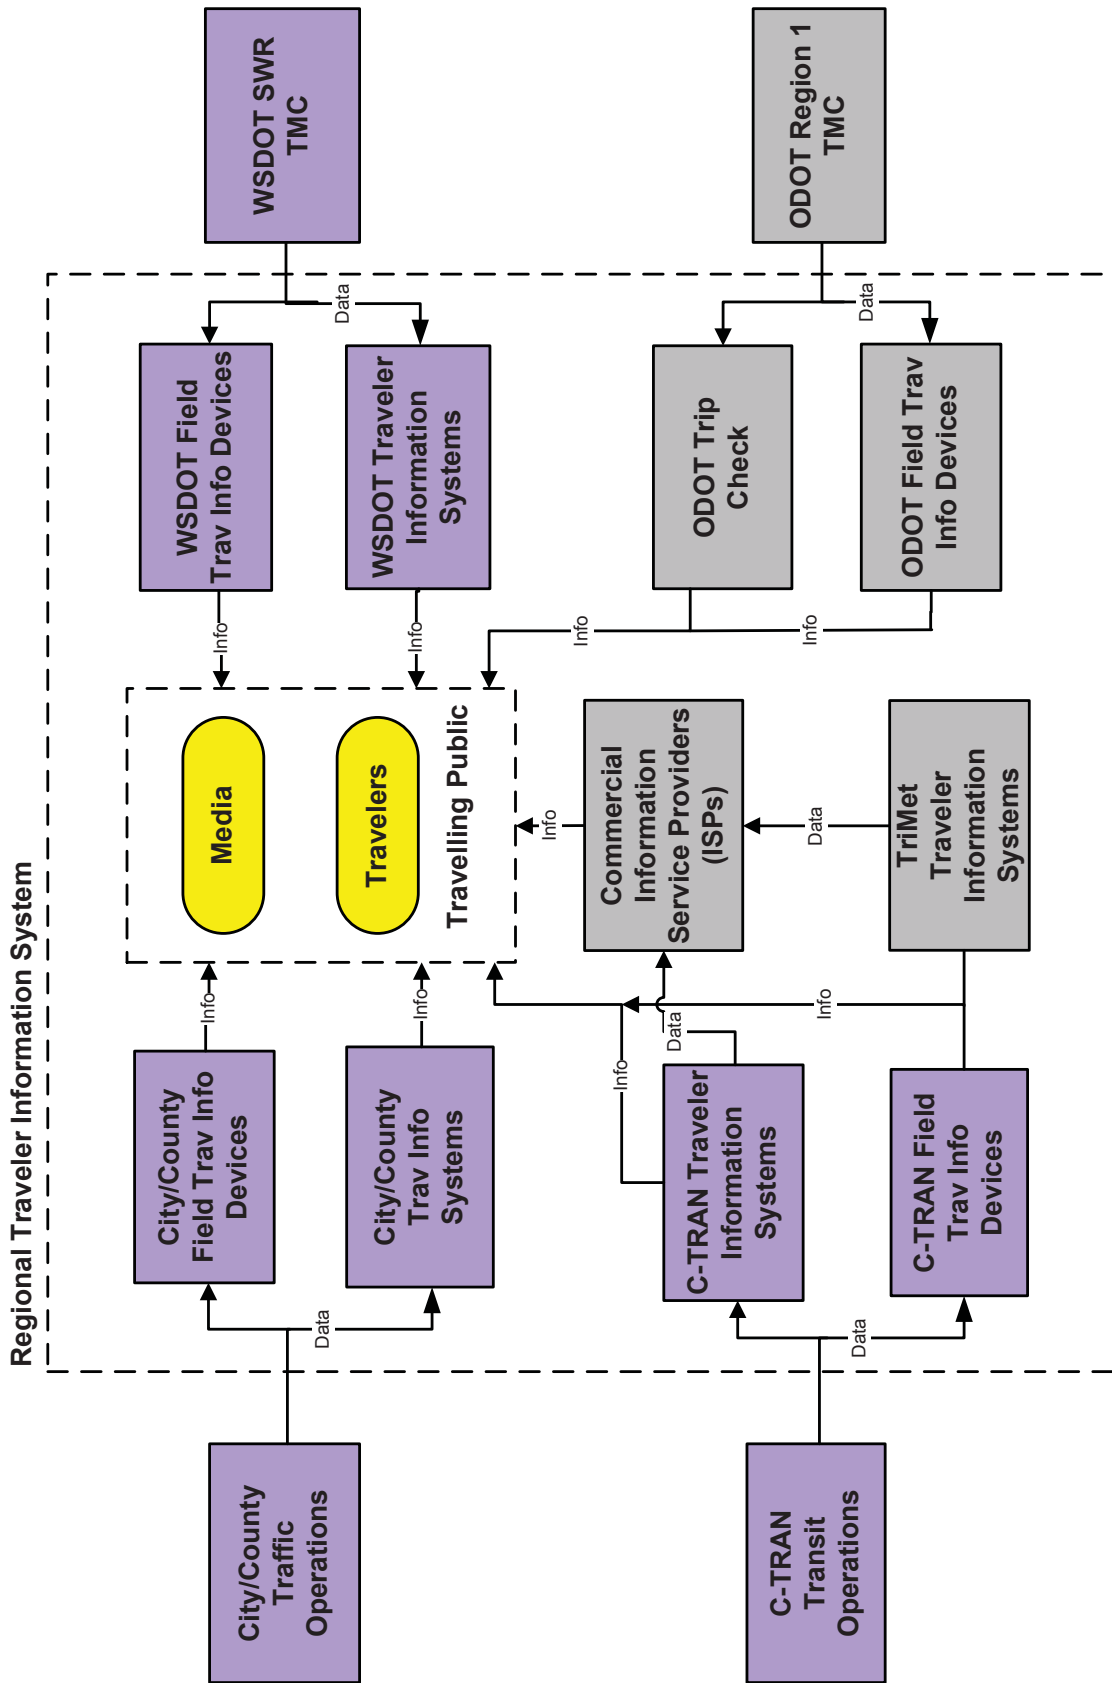 Regional Traveler Information System
City/County
Traffic
Operations
Data
City/County
Field Trav Info
Devices
Info
City/County
Trav Info
Systems
Info
Media
Travelers
Travelling Public
WSDOT Field
Trav Info Devices
Info
WSDOT Traveler
Information
Systems
Info
Data
WSDOT SWR
TMC
C-TRAN
Transit
Operations
Data
C-TRAN Traveler
Information
Systems
Info
Data
C-TRAN Field
Trav Info
Devices
Info
Commercial
Information
Service Providers
(ISPs)
Info
Data
TriMet
Traveler
Information
Systems
Info
Info
ODOT Trip
Check
ODOT Field Trav
Info Devices
Data
ODOT Region 1
TMC